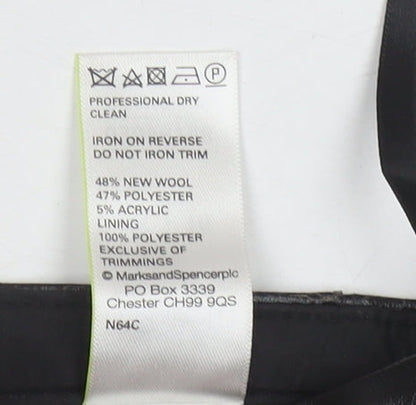 P
PROFESSIONAL DRY
CLEAN
IRON ON REVERSE
DO NOT IRON TRIM
48% NEW WOOL
47% POLYESTER
5% ACRYLIC
LINING
100% POLYESTER
EXCLUSIVE OF
TRIMMINGS
© MarksandSpencerplc
PO Box 3339
Chester CH99 9QS
N64C